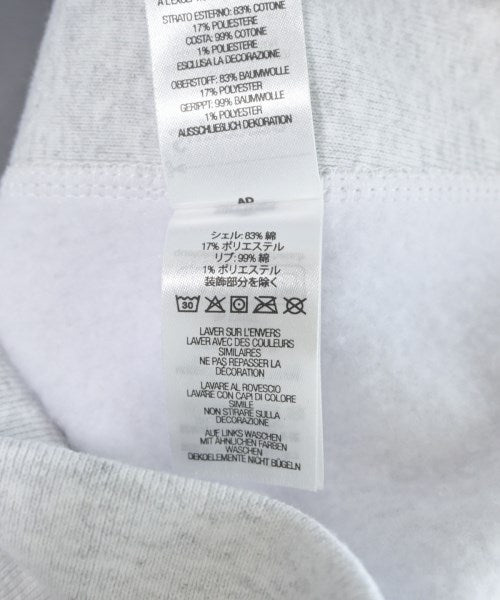 STRATO ESTERNO: 83% COTONE
17% POLIESTERE
COSTA: 99% COTONE
1% POLIESTERE
ESCLUSA LA DECORAZIONE
OBERSTOFF: 83% BAUMWOLLE
17% POLYESTER
GERIPPT: 99% BAUMWOLLE
1% POLYESTER
AUSSCHLIEßLICH DEKORATION
シェル: 83% 綿
17% ポリエステル
リブ: 99% 綿
1% ポリエステル
装飾部分を除く
30
LAVER SUR L'ENVERS
LAVER AVEC DES COULEURS
SIMILAIRES
NE PAS REPASSER LA
DÉCORATION
LAVARE AL ROVESCIO
LAVARE CON CAPI DI COLORE
SIMILE
NON STIRARE SULLA
DECORAZIONE
AUF LINKS WASCHEN
MIT ÄHNLICHEN FARBEN
WASCHEN
DEKOELEMENTE NICHT BÜGELN